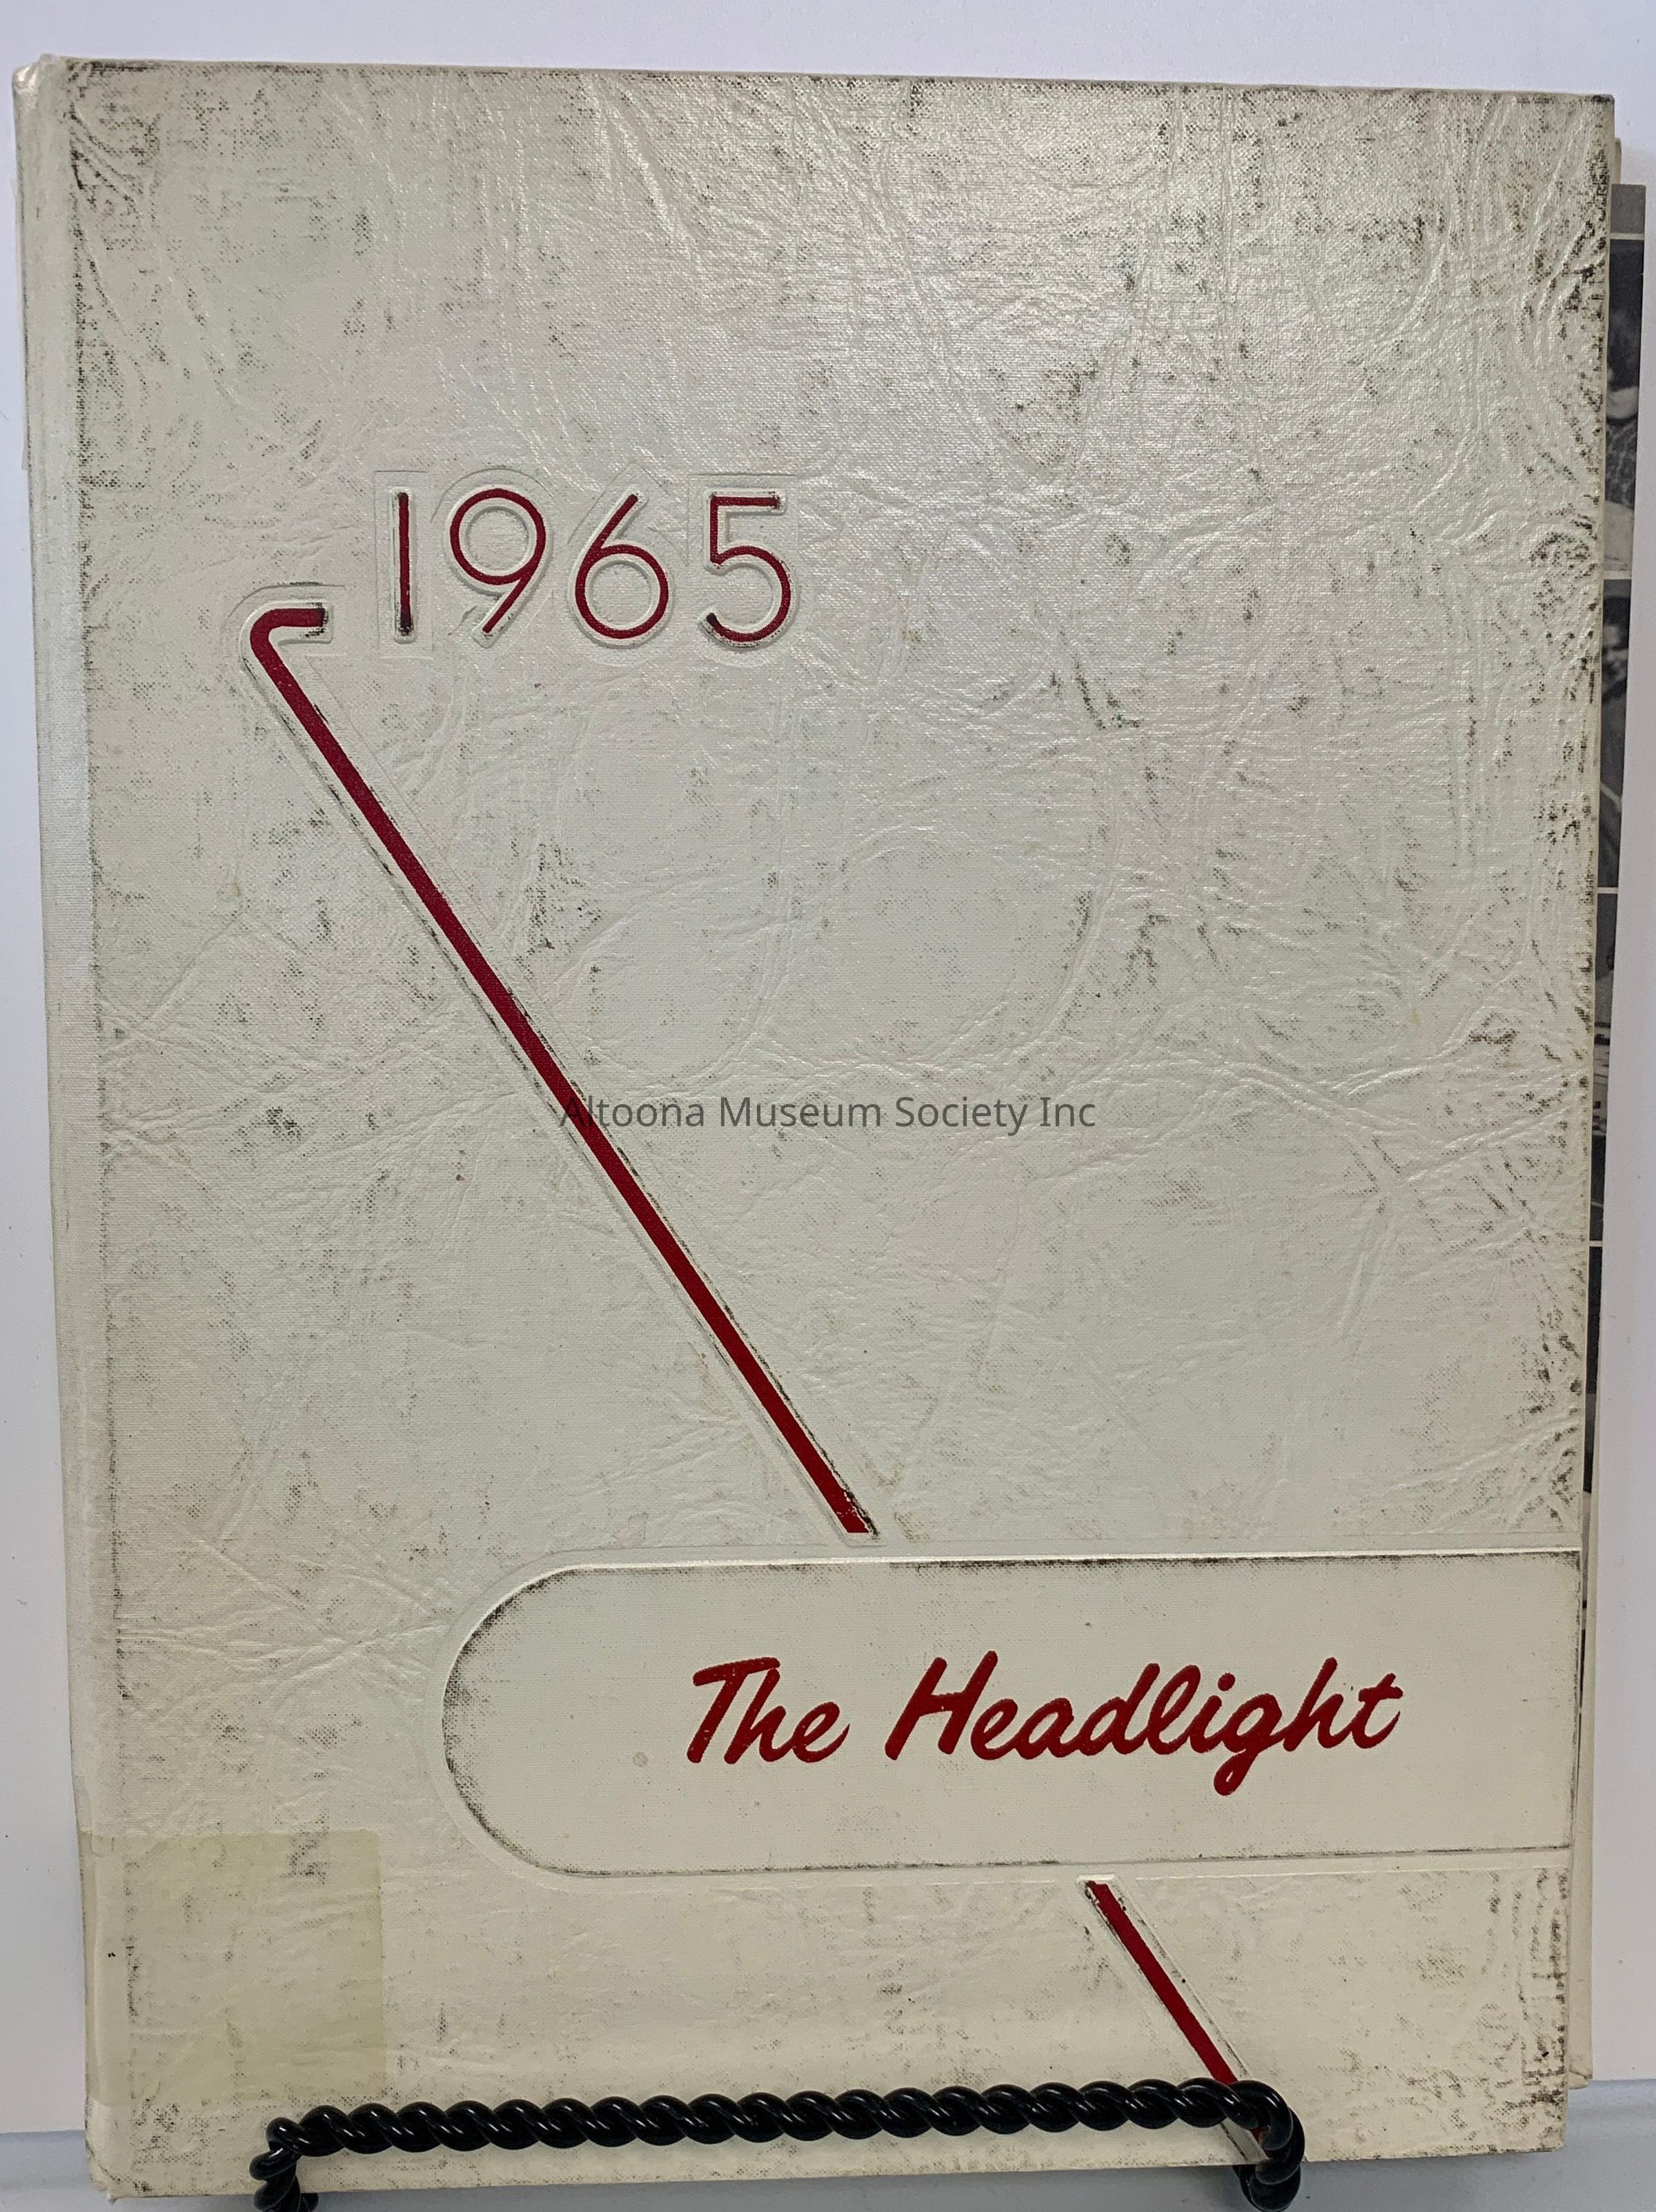 1965
Altoona Museum Society Inc
The Headlight